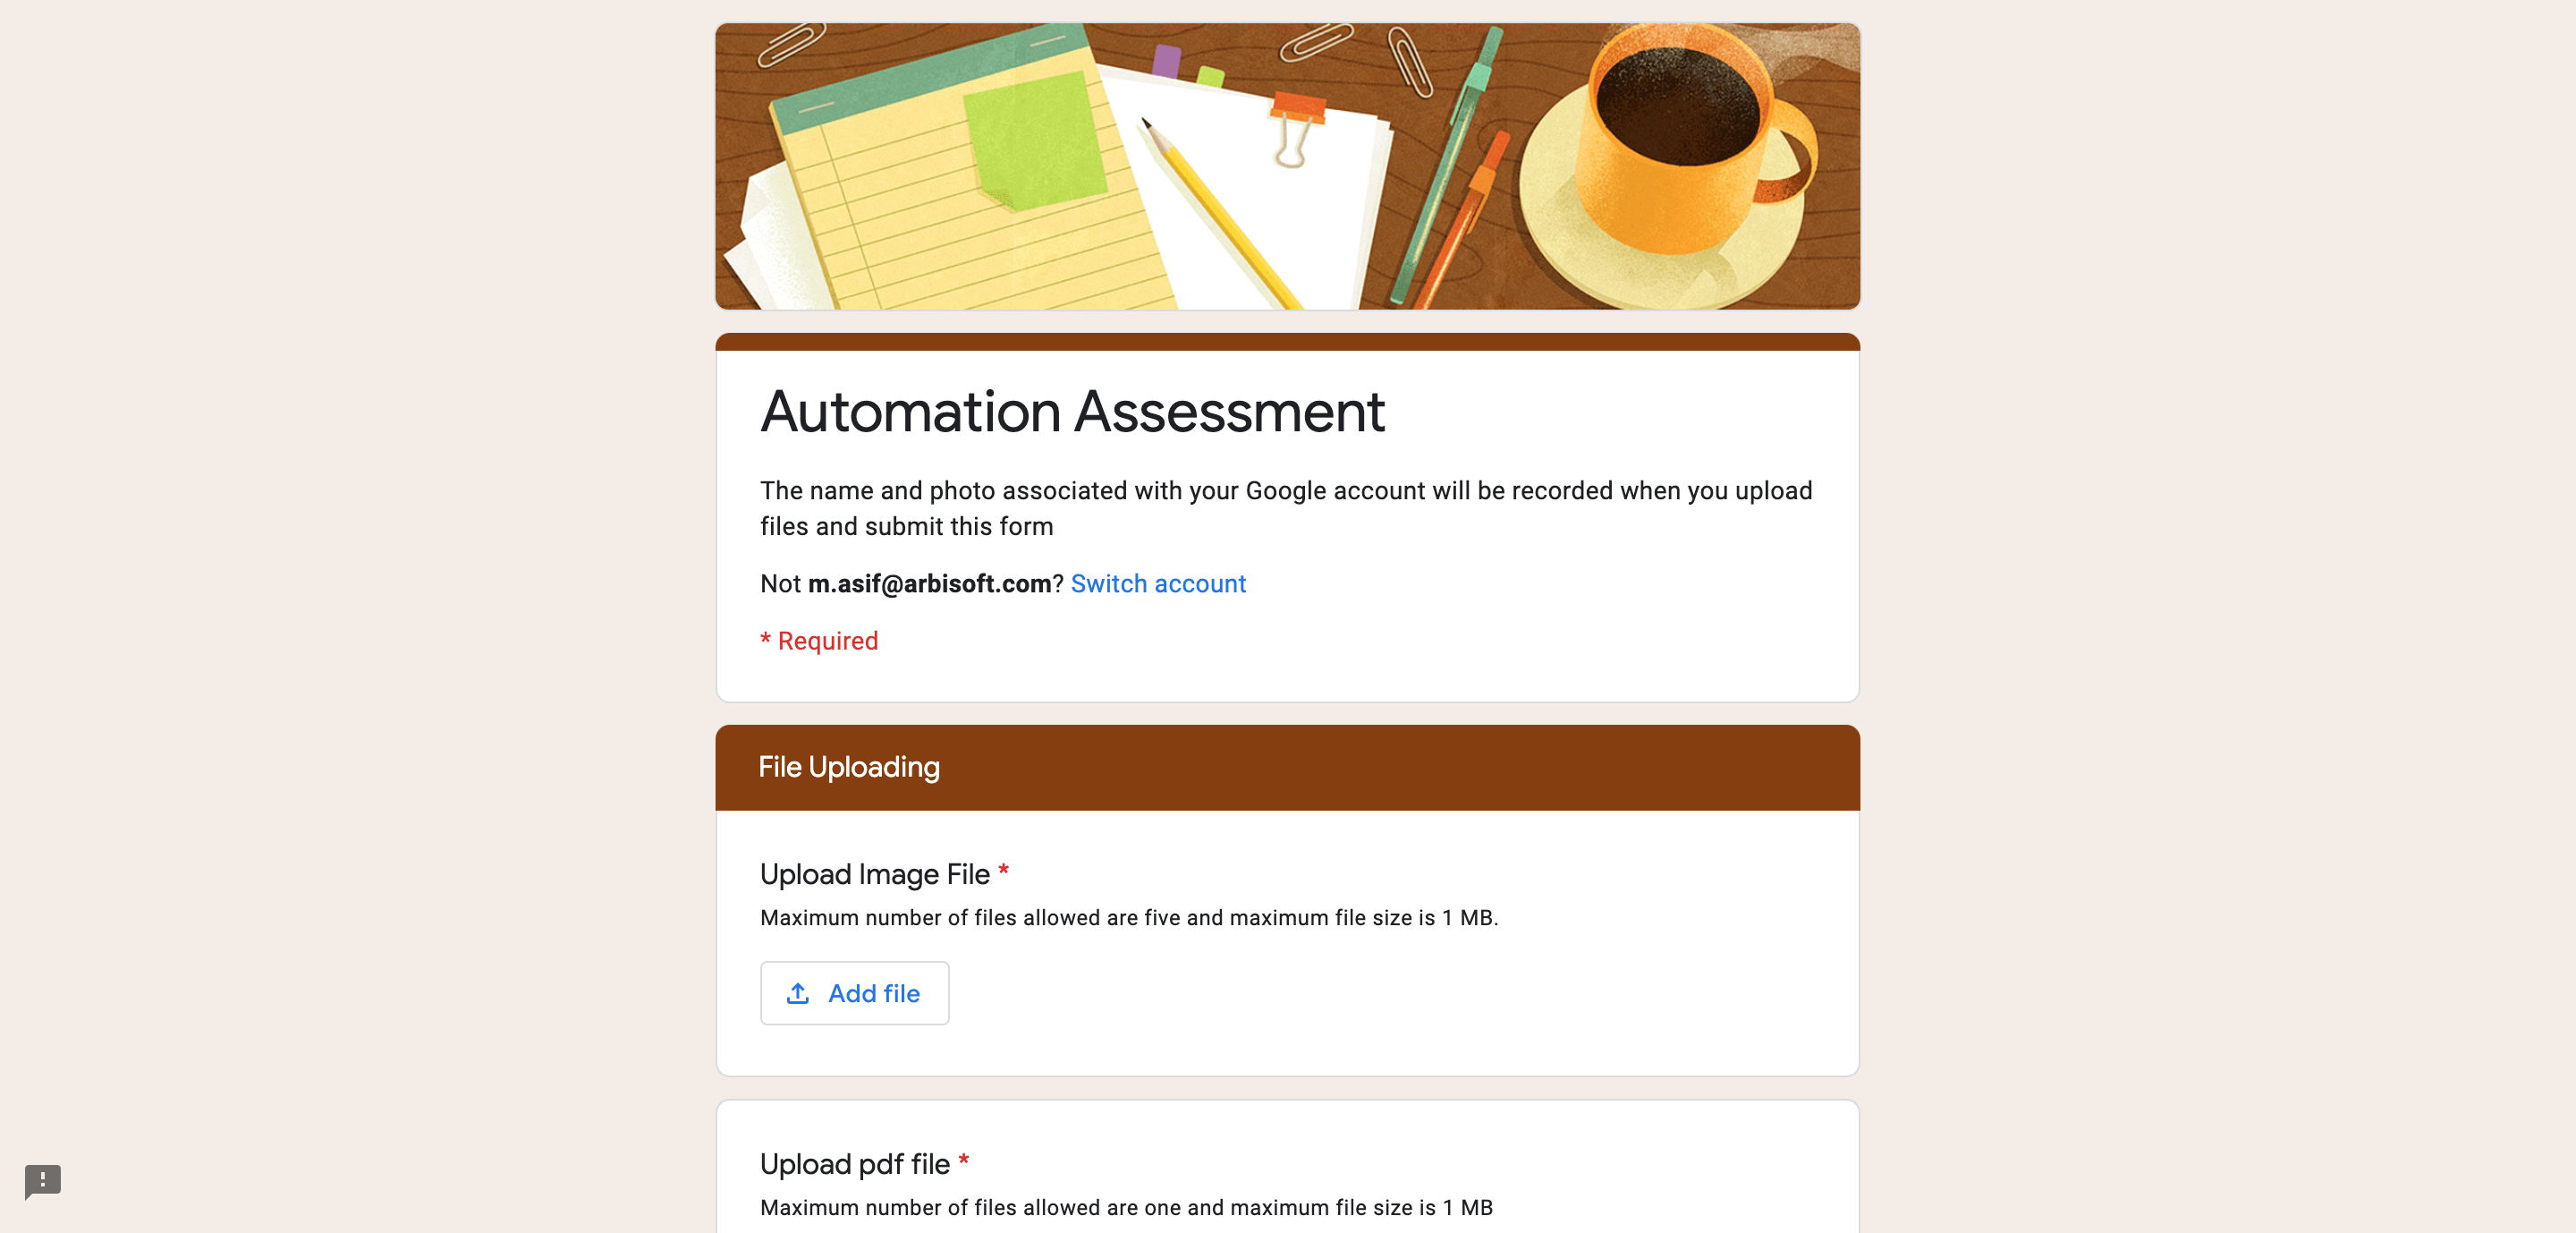 Automation Assessment
The name and photo associated with your Google account will be recorded when you upload
files and submit this form
Not m.asif@arbisoft.com? Switch account
* Required
File Uploading
Upload Image File *
Maximum number of files allowed are five and maximum file size is 1 MB.
Add file
Upload pdf file *
Maximum number of files allowed are one and maximum file size is 1 MB